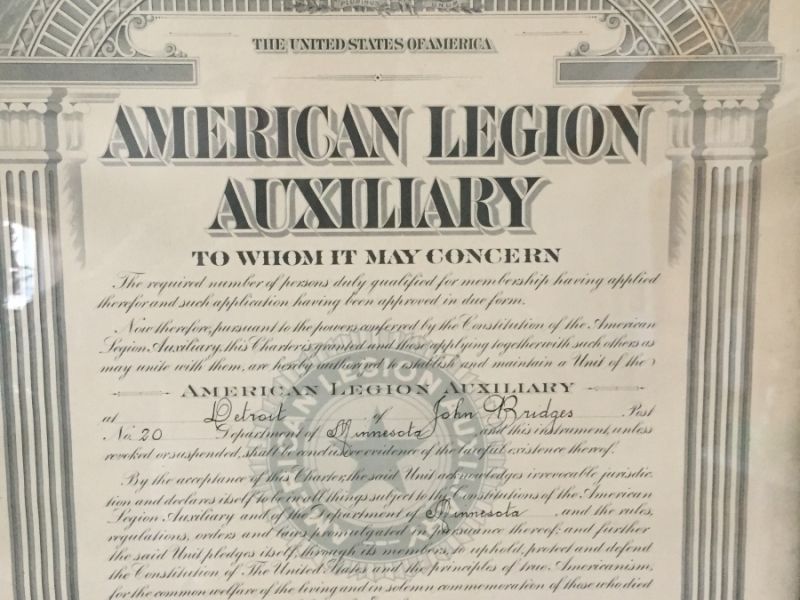 PLURIBUS UNUM
THE UNITED STATES OF AMERICA
AMERICAN LEGION
AUXILIARY
TO WHOM IT MAY CONCERN
The required number of persons duly qualified for membership having applied
therefor and such application having been approved in due form.
Now therefore, pursuant to the powers conferred by the Constitution of the American
Legion Auxiliary, this Charter is granted and those applying together with such others as
may unite with them, are hereby authorized to establish and maintain a Unit of the
AMERICAN LEGION AUXILIARY
at Detroit of John Bridges Post
No. 20 Department of Minnesota and this instrument, unless
revoked or suspended, shall be conclusive evidence of the lawful existence thereof.
By the acceptance of this Charter, the said Unit acknowledges irrevocable jurisdic-
tion and declares itself to be in all things subject to the Constitutions of the American
Legion Auxiliary and of the Department of Minnesota and the rules,
regulations, orders and laws promulgated in pursuance thereof; and further
the said Unit pledges itself, through its members, to uphold, protect and defend
the Constitution of The United States and the principles of true Americanism,
for the common welfare of the living and in solemn commemoration of those who died